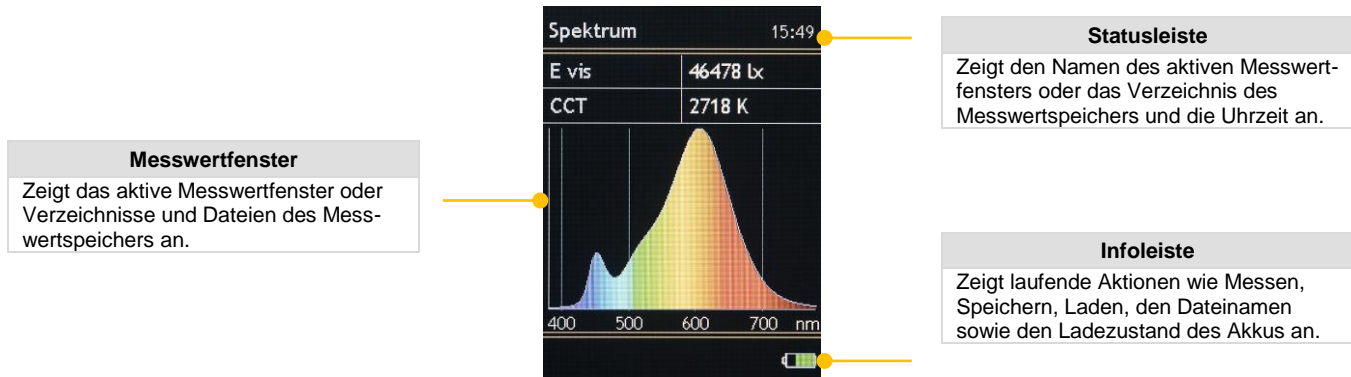 Spektrum 15:49
E vis 46478 lx
CCT 2718 K
400 500 600 700 nm
Messwertfenster
Zeigt das aktive Messwertfenster oder
Verzeichnisse und Dateien des Mess-
wertspeichers an.
Statusleiste
Zeigt den Namen des aktiven Messwert-
fensters oder das Verzeichnis des
Messwertspeichers und die Uhrzeit an.
Infoleiste
Zeigt laufende Aktionen wie Messen,
Speichern, Laden, den Dateinamen
sowie den Ladezustand des Akkus an.